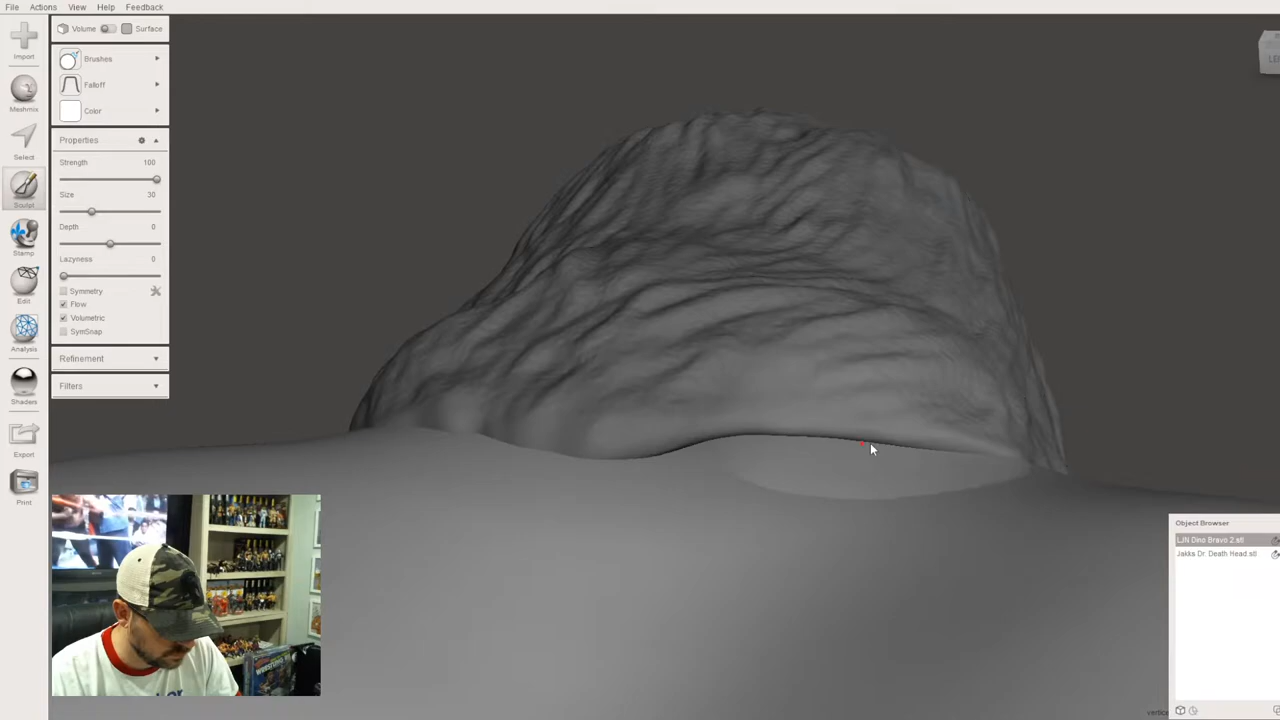 File Actions View Help Feedback
Import
Meshmix
Select
Sculpt
Stamp
Edit
Analysis
Shaders
Export
Print
Volume Surface
Brushes
Falloff
Color
Properties
Strength 100
Size 30
Depth 0
Lazyness 0
Symmetry
Flow
Volumetric
SymSnap
Refinement
Filters
Object Browser
LJN Dino Bravo 2.stl
Jakka Dr. Death Head.stl